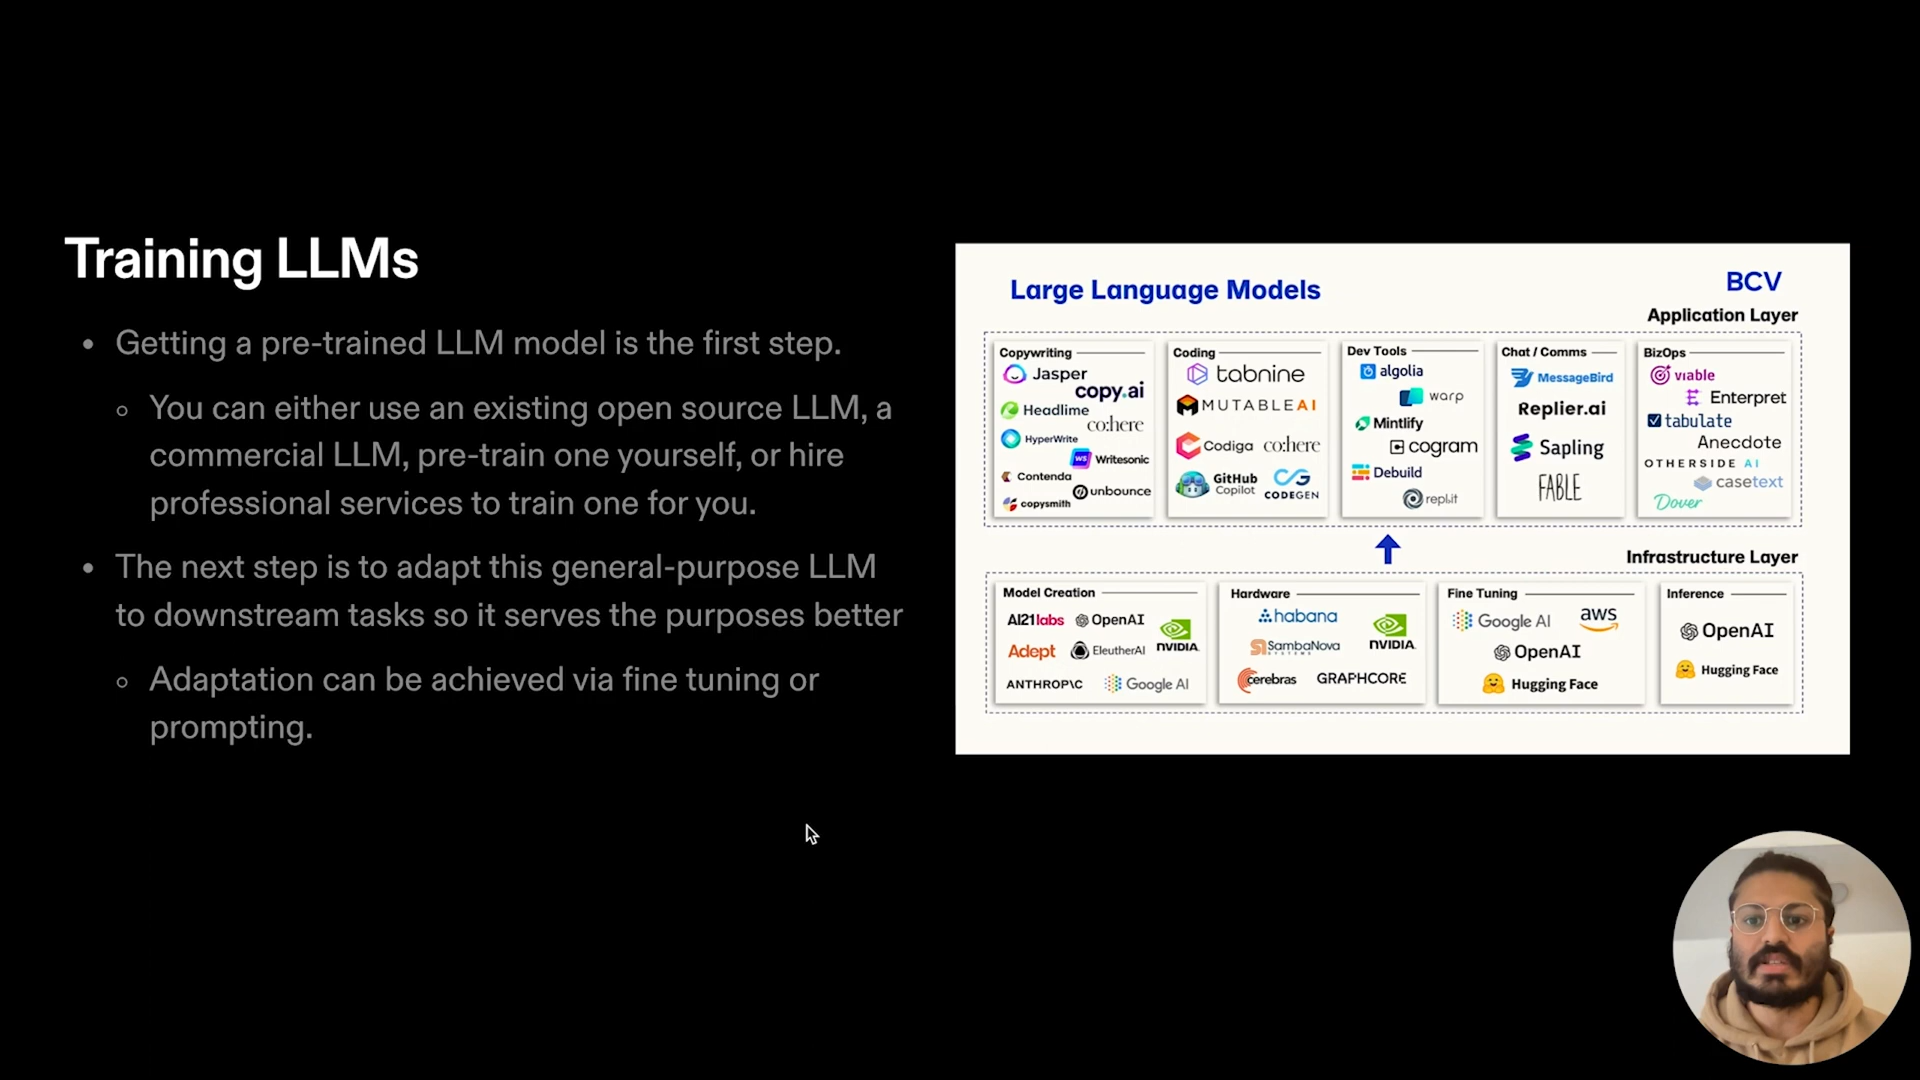 Training LLMs
• Getting a pre-trained LLM model is the first step.
◦ You can either use an existing open source LLM, a
commercial LLM, pre-train one yourself, or hire
professional services to train one for you.
• The next step is to adapt this general-purpose LLM
to downstream tasks so it serves the purposes better
◦ Adaptation can be achieved via fine tuning or
prompting.
Large Language Models
BCV
Application Layer
Copywriting
Jasper
copy.ai
Headlime
co:here
HyperWrite
WS Writesonic
Contenda
unbounce
copysmith
Coding
tabnine
MUTABLEAI
Codiga
co:here
GitHub
Copilot
CODEGEN
Dev Tools
algolia
warp
Mintlify
cogram
Debuild
repl.it
Chat / Comms
MessageBird
Replier.ai
Sapling
FABLE
BizOps
vıable
Enterpret
tabulate
Anecdote
OTHERSIDE AI
casetext
Dover
Infrastructure Layer
Model Creation
AI21labs
OpenAI
Adept
EleutherAI
NVIDIA.
ANTHROP\C
Google AI
Hardware
habana
SambaNova
SYSTEMS
NVIDIA.
cerebras
GRAPHCORE
Fine Tuning
Google AI
aws
OpenAI
Hugging Face
Inference
OpenAI
Hugging Face